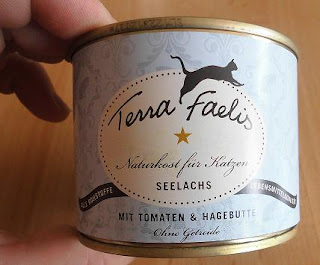 Terra Faelis
Naturkost für Katzen
SEELACHS
MIT TOMATEN & HAGEBUTTE
Ohne Getreide